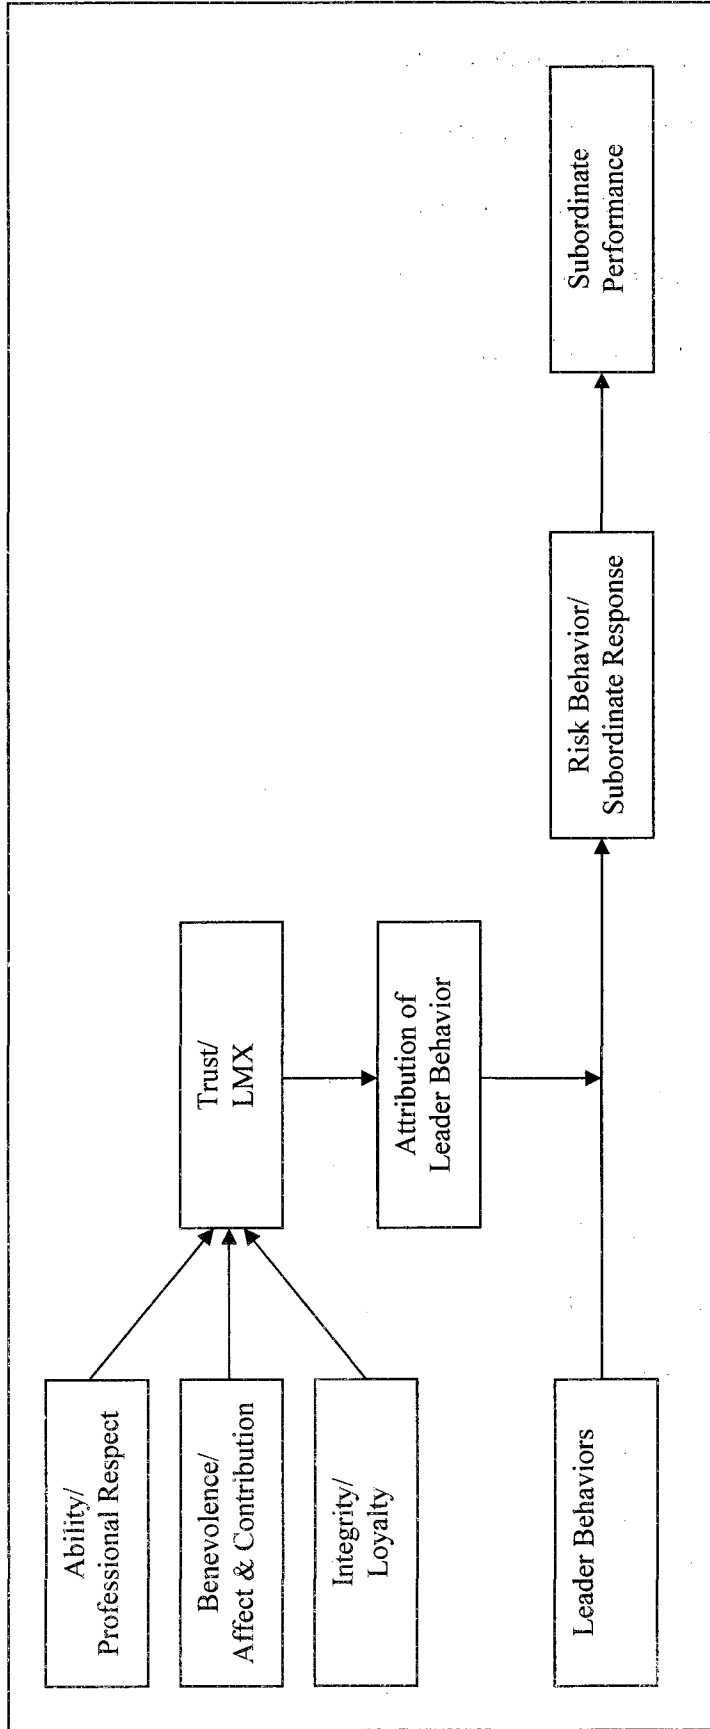 Ability/
Professional Respect
Benevolence/
Affect & Contribution
Integrity/
Loyalty
Trust/
LMX
Attribution of
Leader Behavior
Leader Behaviors
Risk Behavior/
Subordinate Response
Subordinate
Performance